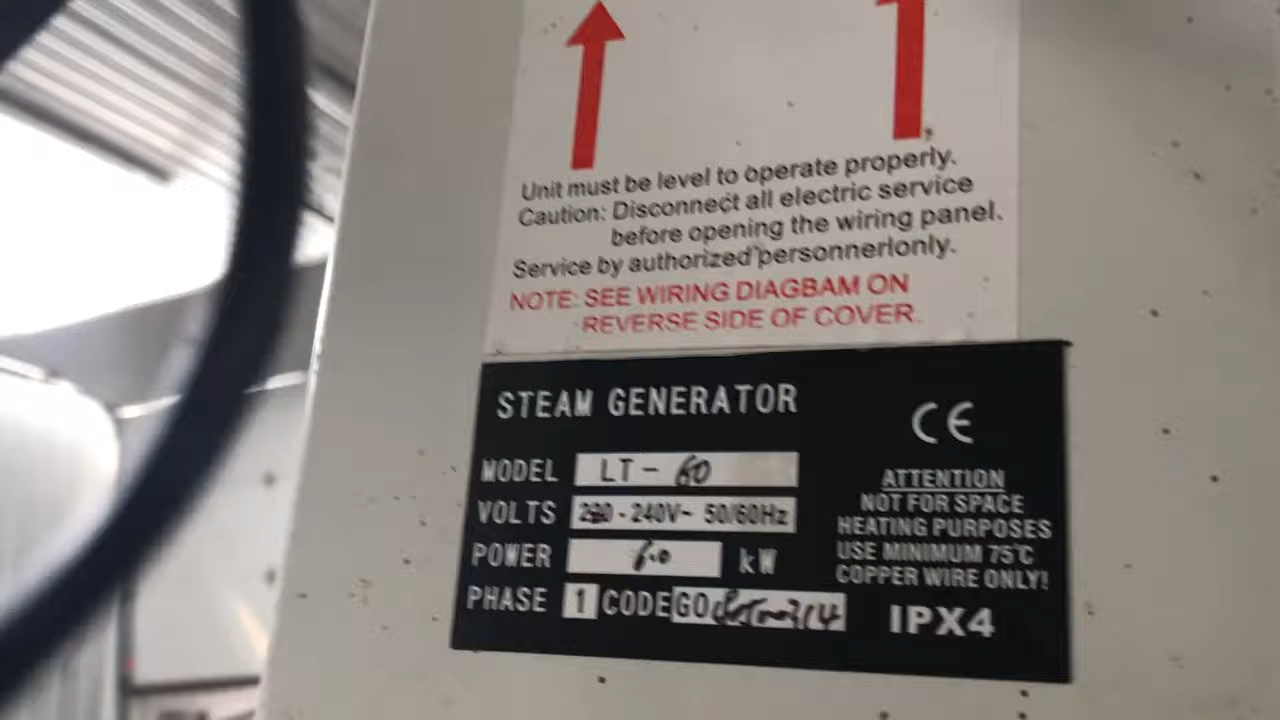 Unit must be level to operate properly.
Caution: Disconnect all electric service
before opening the wiring panel.
Service by authorized personnerlonly.
NOTE: SEE WIRING DIAGBAM ON
REVERSE SIDE OF COVER.
STEAM GENERATOR
MODEL LT-60
VOLTS 220-240V~ 50/60Hz
POWER 6.0 kW
PHASE 1 CODE GO
CE
ATTENTION
NOT FOR SPACE
HEATING PURPOSES
USE MINIMUM 75℃
COPPER WIRE ONLY!
IPX4